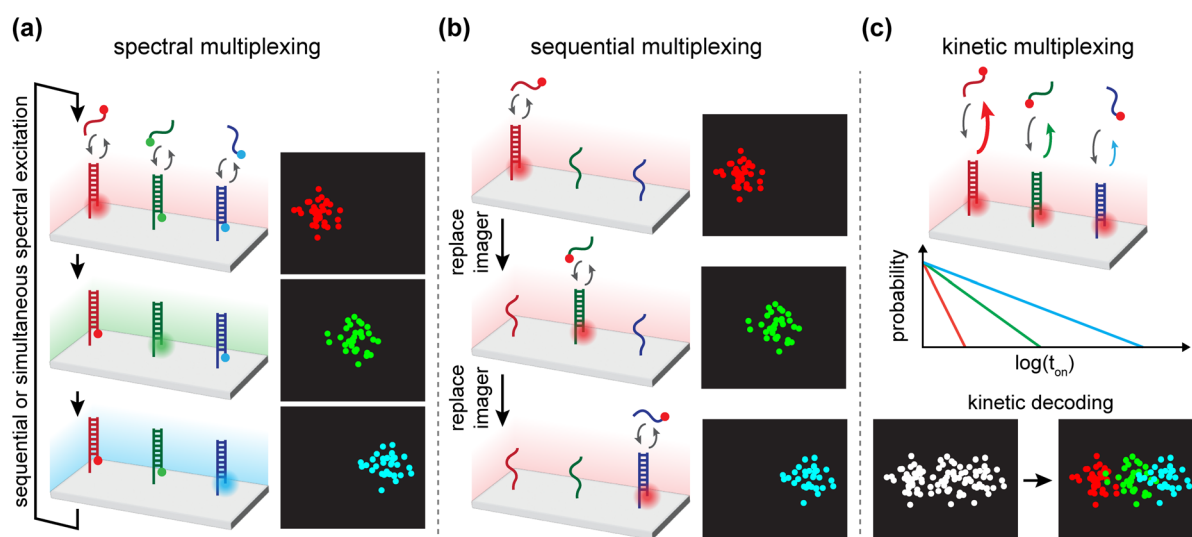 (a)
spectral multiplexing
sequential or simultaneous spectral excitation
(b)
sequential multiplexing
replace
imager
replace
imager
(c)
kinetic multiplexing
probability
log(t_on)
kinetic decoding